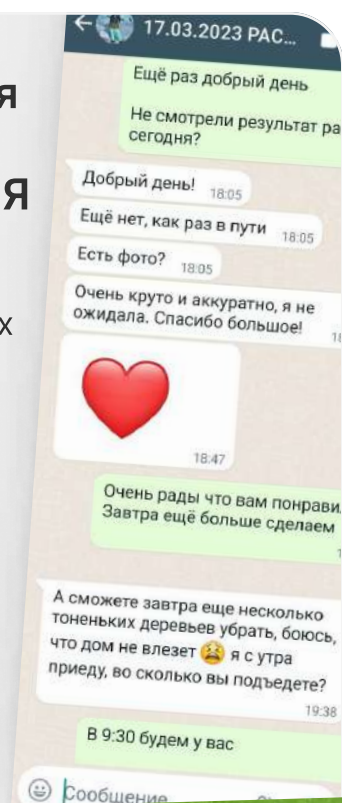 я
я
х
17.03.2023 РАС...
Ещё раз добрый день
Не смотрели результат ра
сегодня?
Добрый день!
18:05
Ещё нет, как раз в пути
18:05
Есть фото?
18:05
Очень круто и аккуратно, я не
ожидала. Спасибо большое!
18:47
Очень рады что вам понрави
Завтра ещё больше сделаем
А сможете завтра еще несколько
тоненьких деревьев убрать, боюсь,
что дом не влезет 😫 я с утра
приеду, во сколько вы подъедете?
19:38
В 9:30 будем у вас
Сообщение